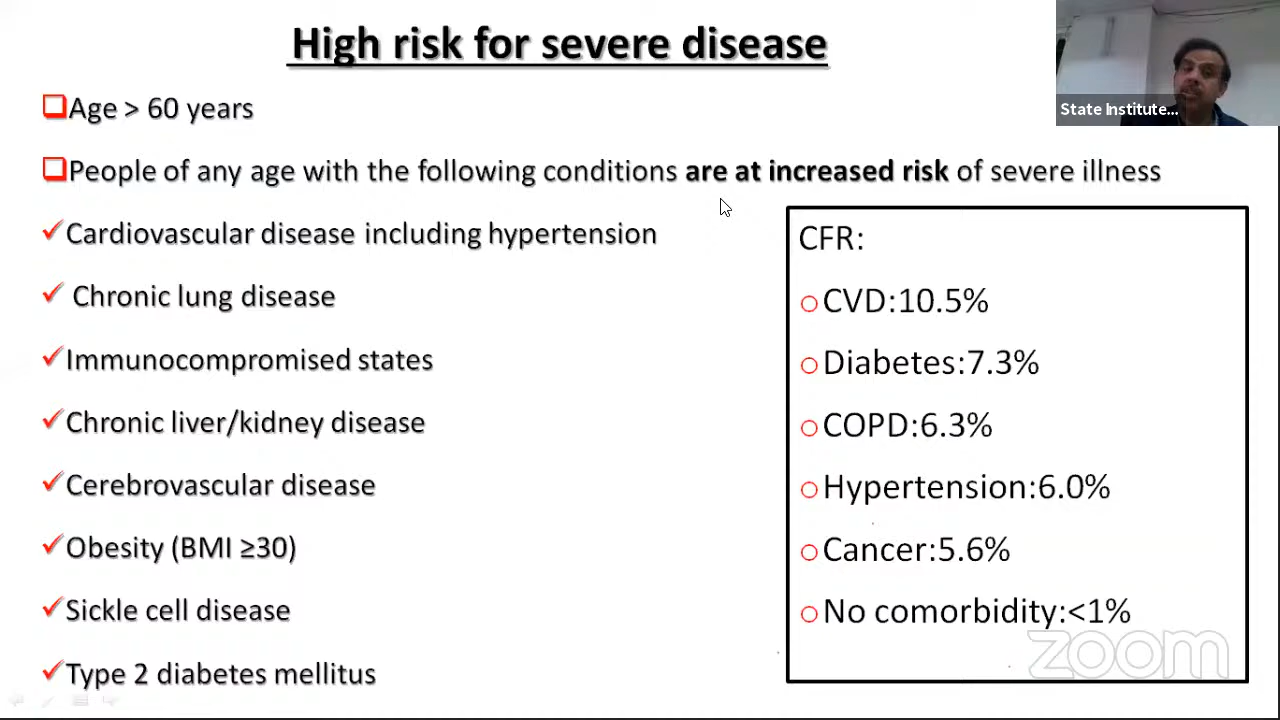 High risk for severe disease
State Institute...
Age > 60 years
People of any age with the following conditions are at increased risk of severe illness
Cardiovascular disease including hypertension
Chronic lung disease
Immunocompromised states
Chronic liver/kidney disease
Cerebrovascular disease
Obesity (BMI ≥30)
Sickle cell disease
Type 2 diabetes mellitus
CFR:
CVD:10.5%
Diabetes:7.3%
COPD:6.3%
Hypertension:6.0%
Cancer:5.6%
No comorbidity:<1%
zoom